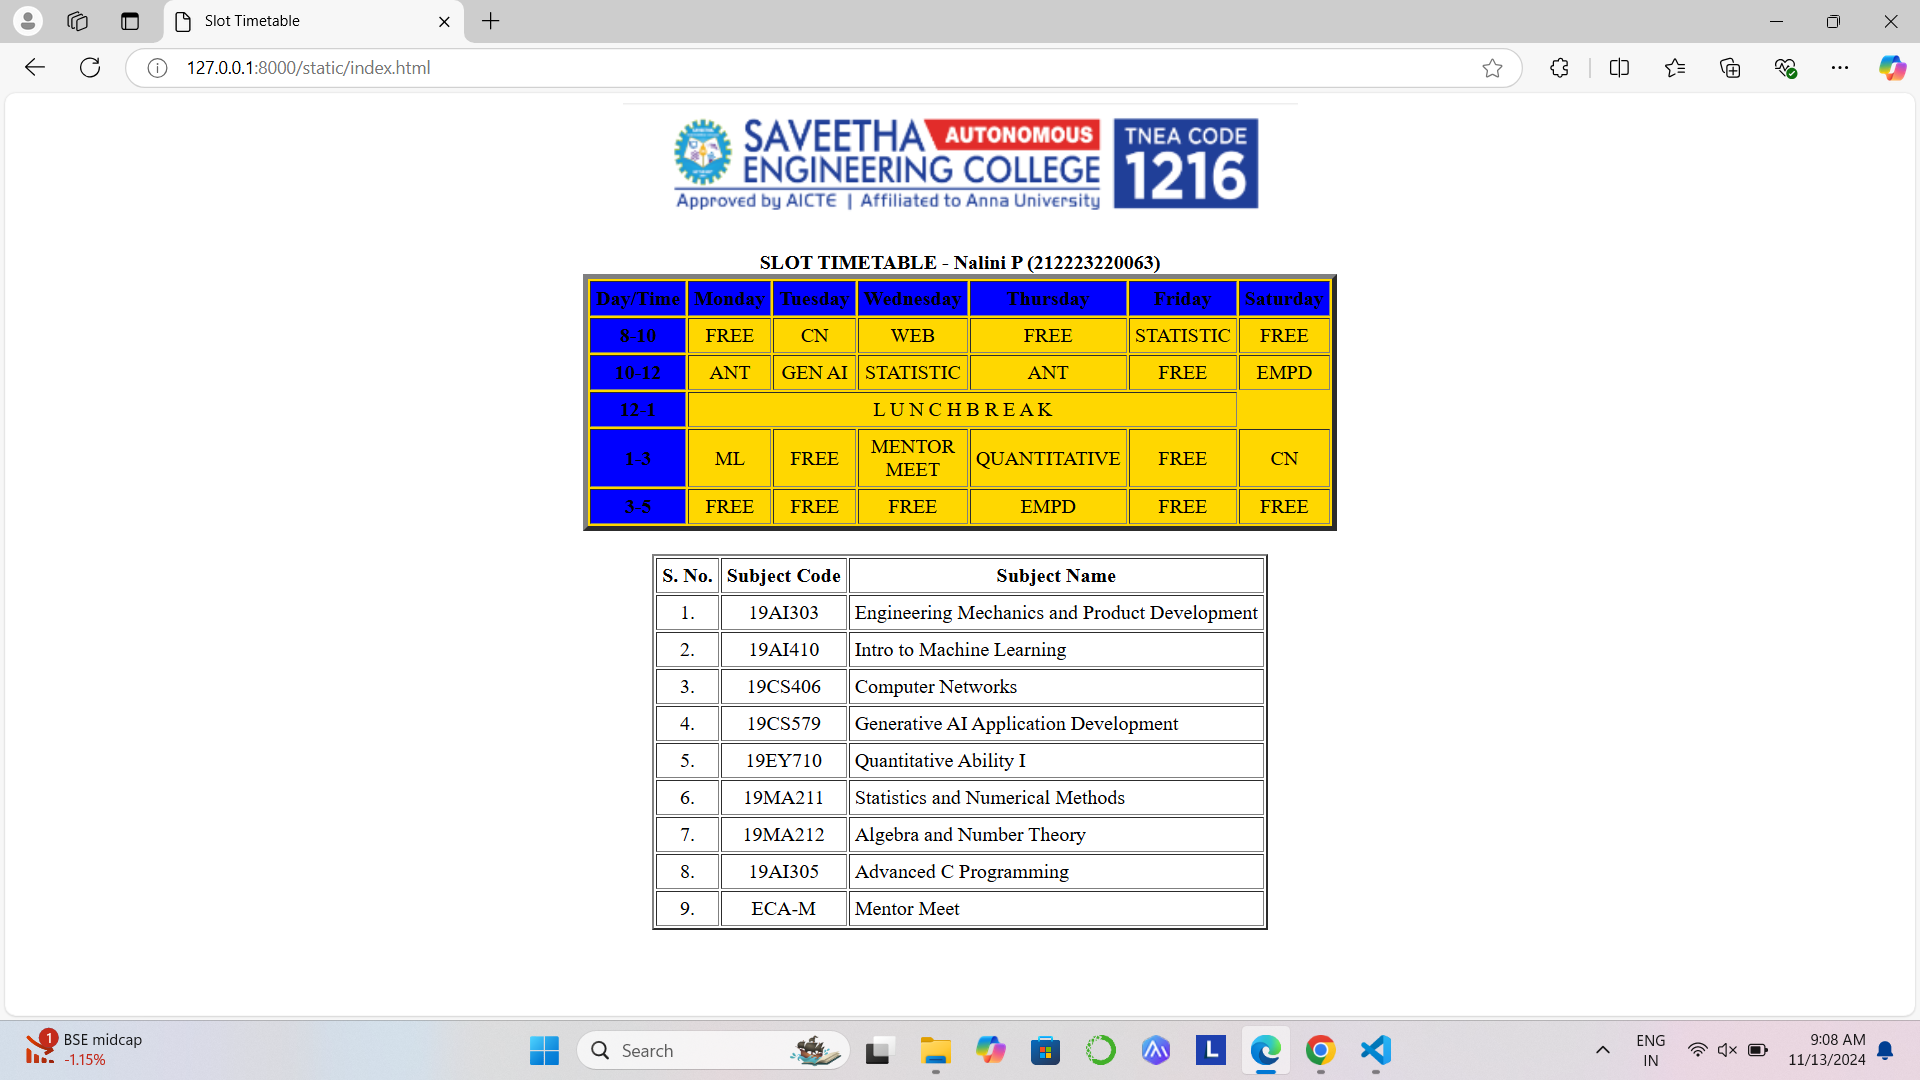 Slot Timetable
127.0.0.1:8000/static/index.html
SAVEETHA AUTONOMOUS
ENGINEERING COLLEGE
Approved by AICTE | Affiliated to Anna University
TNEA CODE
1216
SLOT TIMETABLE - Nalini P (212223220063)
Day/Time Monday Tuesday Wednesday Thursday Friday Saturday
8-10 FREE CN WEB FREE STATISTIC FREE
10-12 ANT GEN AI STATISTIC ANT FREE EMPD
12-1 L U N C H B R E A K
1-3 ML FREE MENTOR MEET QUANTITATIVE FREE CN
3-5 FREE FREE FREE EMPD FREE FREE
S. No. Subject Code Subject Name
1. 19AI303 Engineering Mechanics and Product Development
2. 19AI410 Intro to Machine Learning
3. 19CS406 Computer Networks
4. 19CS579 Generative AI Application Development
5. 19EY710 Quantitative Ability I
6. 19MA211 Statistics and Numerical Methods
7. 19MA212 Algebra and Number Theory
8. 19AI305 Advanced C Programming
9. ECA-M Mentor Meet
1
BSE midcap
-1.15%
Search
L
ENG
IN
9:08 AM
11/13/2024